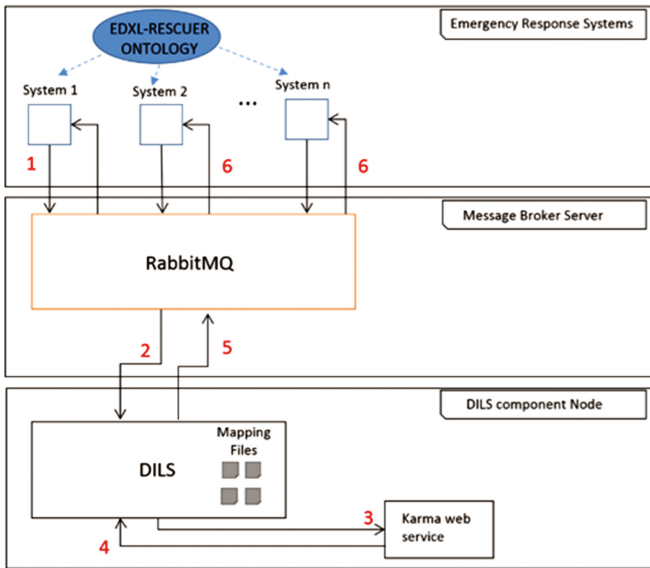 EDXL-RESCUER
ONTOLOGY
Emergency Response Systems
System 1
System 2
...
System n
1
6
6
Message Broker Server
RabbitMQ
2
5
DILS component Node
Mapping
Files
DILS
3
Karma web
service
4